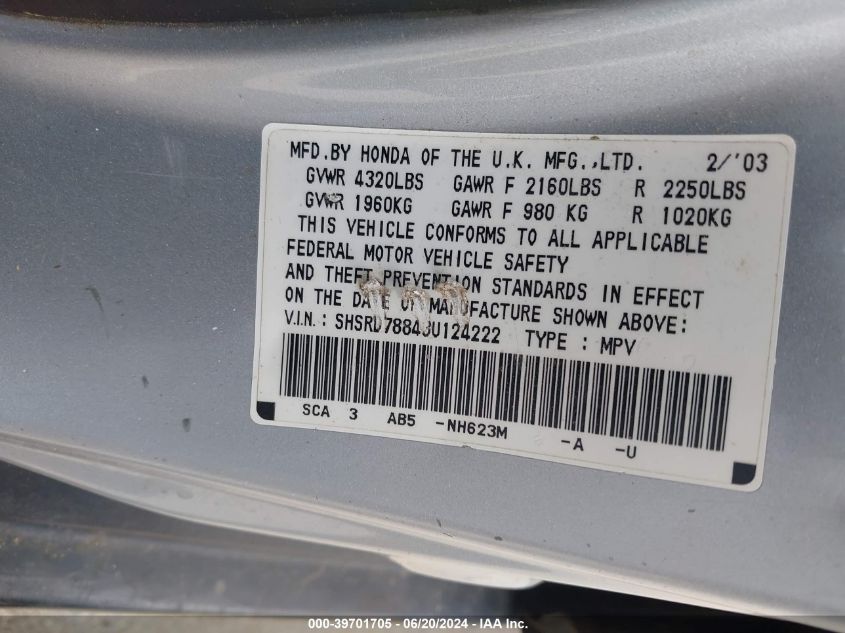 MFD.BY HONDA OF THE U.K. MFG.,LTD. 2/'03
GVWR 4320LBS GAWR F 2160LBS R 2250LBS
GVWR 1960KG GAWR F 980 KG R 1020KG
THIS VEHICLE CONFORMS TO ALL APPLICABLE
FEDERAL MOTOR VEHICLE SAFETY
AND THEFT PREVENTION STANDARDS IN EFFECT
ON THE DATE OF MANUFACTURE SHOWN ABOVE:
V.I.N.: SHSRD78843U124222 TYPE : MPV
SCA 3 AB5 -NH623M -A -U
000-39701705 - 06/20/2024 - IAA Inc.